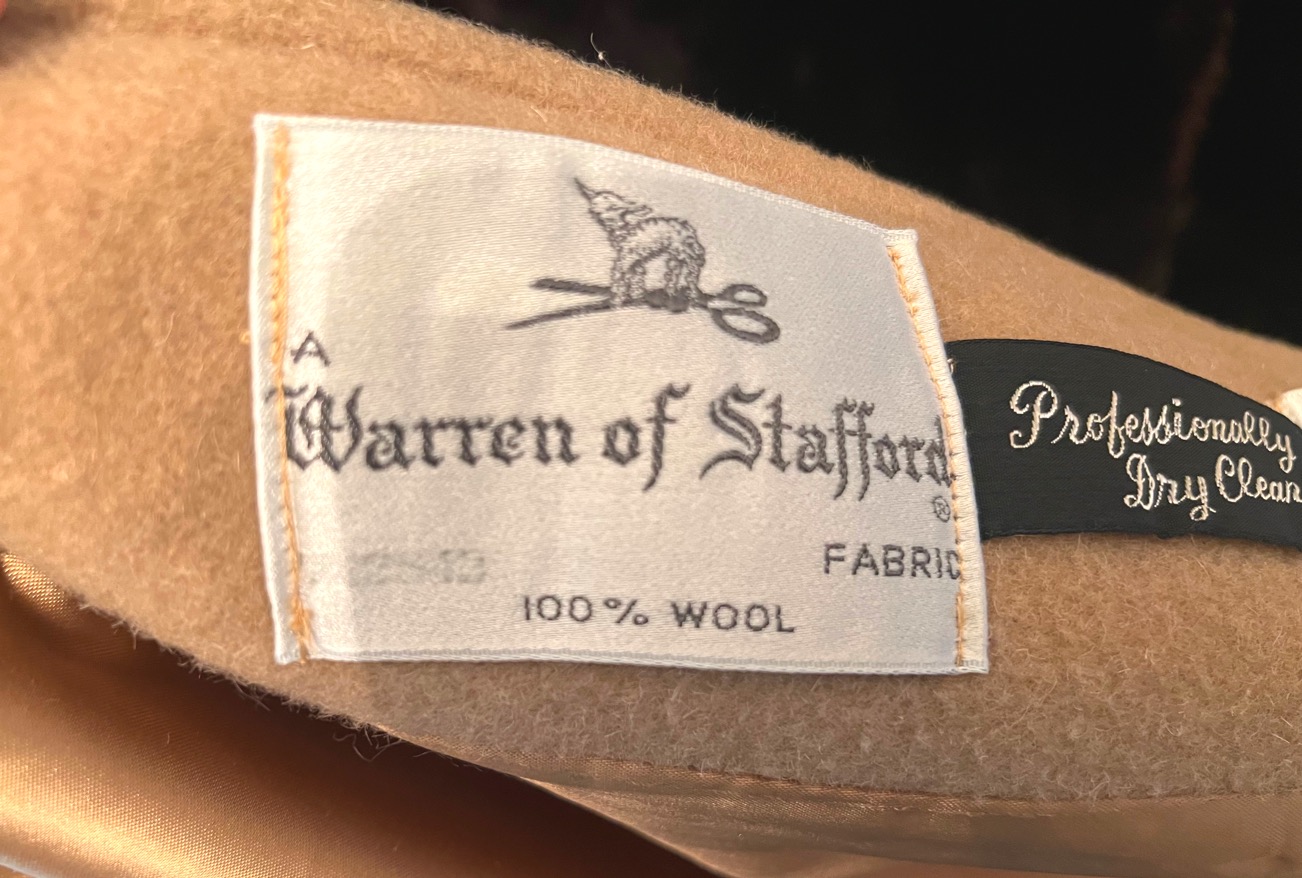 A
Warren of Stafford
®
FABRIC
100% WOOL
Professionally
Dry Clean